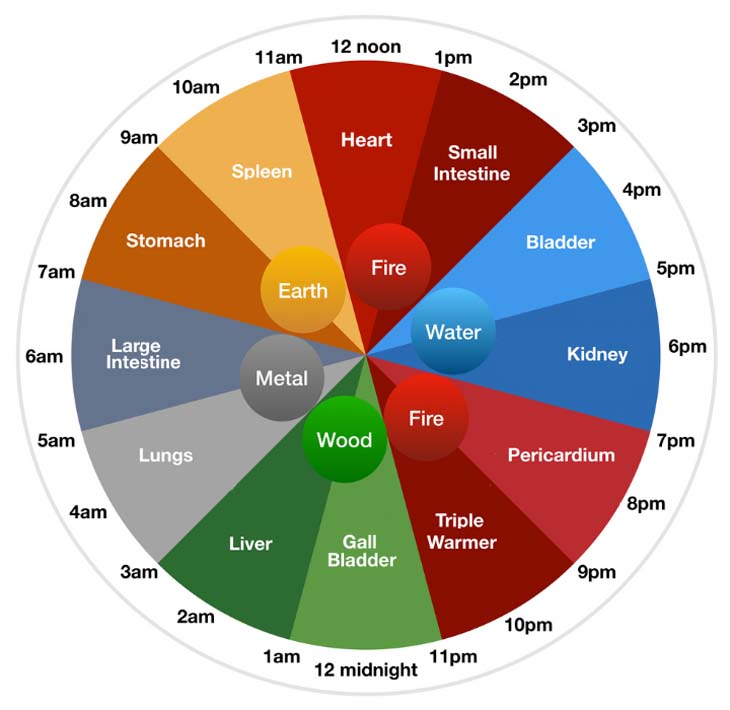 12 noon
1pm
2pm
3pm
4pm
5pm
6pm
7pm
8pm
9pm
10pm
11pm
12 midnight
1am
2am
3am
4am
5am
6am
7am
8am
9am
10am
11am
Heart
Small
Intestine
Bladder
Kidney
Pericardium
Triple
Warmer
Gall
Bladder
Liver
Lungs
Large
Intestine
Stomach
Spleen
Fire
Water
Fire
Wood
Metal
Earth